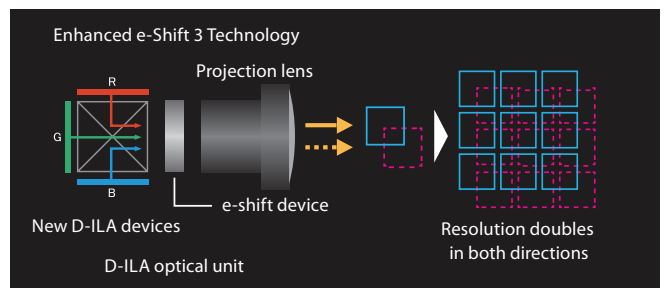 Enhanced e-Shift 3 Technology
Projection lens
R
G
B
e-shift device
New D-ILA devices
D-ILA optical unit
Resolution doubles
in both directions